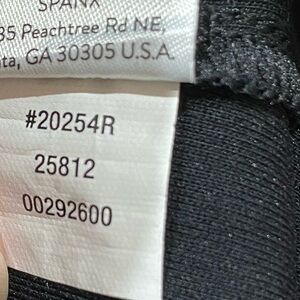 SPANX
35 Peachtree Rd NE,
ta, GA 30305 U.S.A.
#20254R
25812
00292600